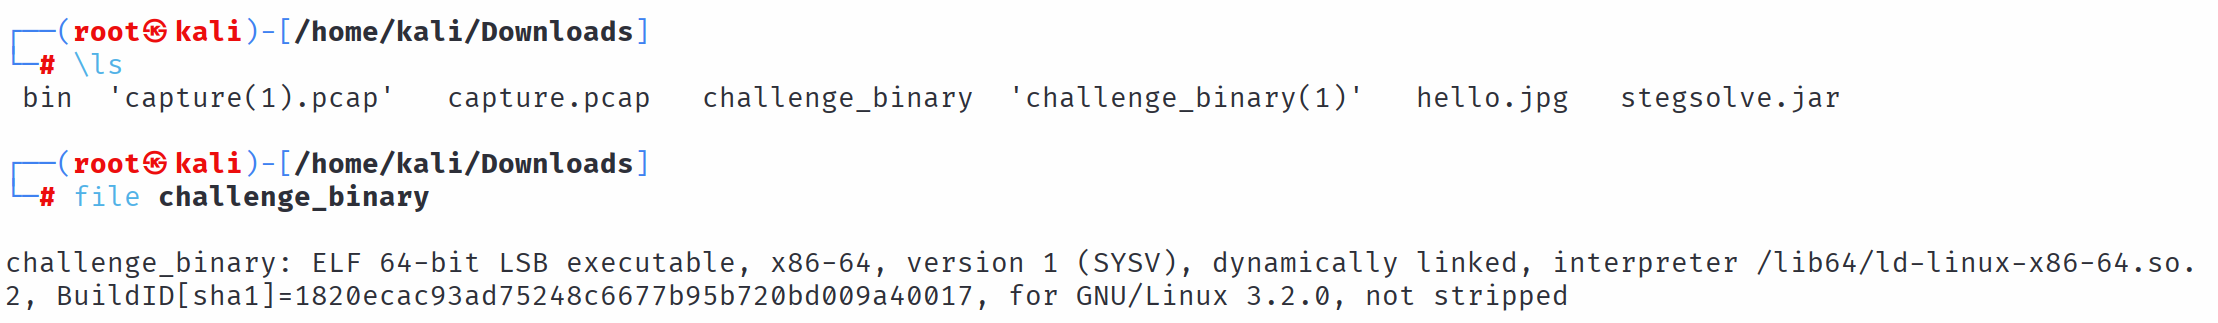 ┌──(root㉿kali)-[/home/kali/Downloads]
└─# \ls
bin  'capture(1).pcap'   capture.pcap   challenge_binary  'challenge_binary(1)'   hello.jpg   stegsolve.jar
┌──(root㉿kali)-[/home/kali/Downloads]
└─# file challenge_binary
challenge_binary: ELF 64-bit LSB executable, x86-64, version 1 (SYSV), dynamically linked, interpreter /lib64/ld-linux-x86-64.so.
2, BuildID[sha1]=1820ecac93ad75248c6677b95b720bd009a40017, for GNU/Linux 3.2.0, not stripped